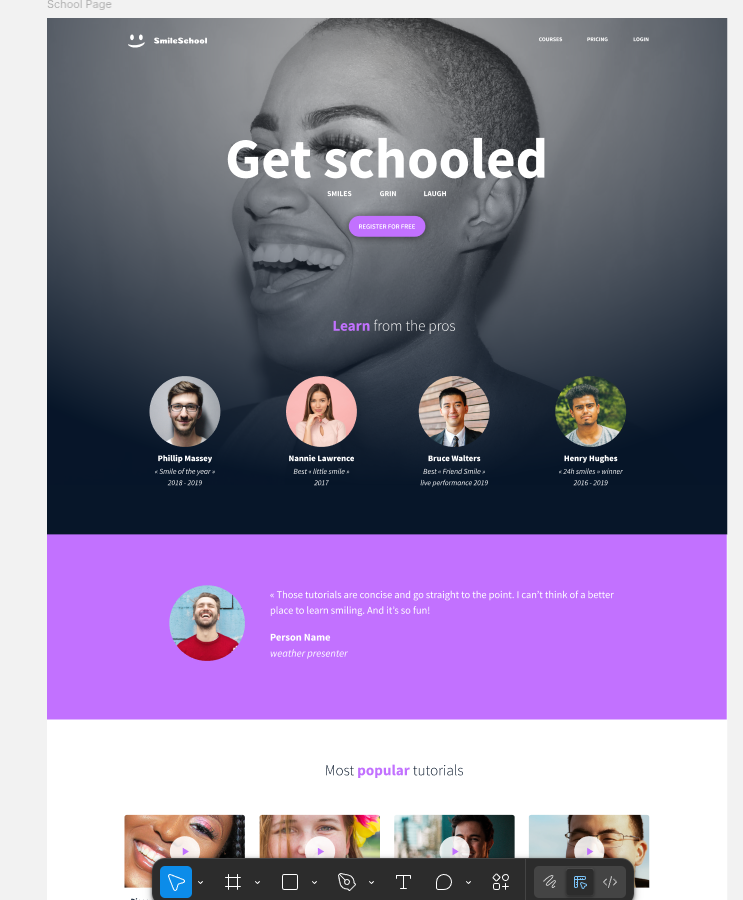 School Page
SmileSchool
COURSES PRICING LOGIN
Get schooled
SMILES GRIN LAUGH
REGISTER FOR FREE
Learn from the pros
Phillip Massey Nannie Lawrence Bruce Walters Henry Hughes
« Smile of the year » Best « little smile » Best « Friend Smile » « 24h smiles » winner
2018 - 2019 2017 live performance 2019 2016 - 2019
« Those tutorials are concise and go straight to the point. I can't think of a better
place to learn smiling. And it's so fun!
Person Name
weather presenter
Most popular tutorials